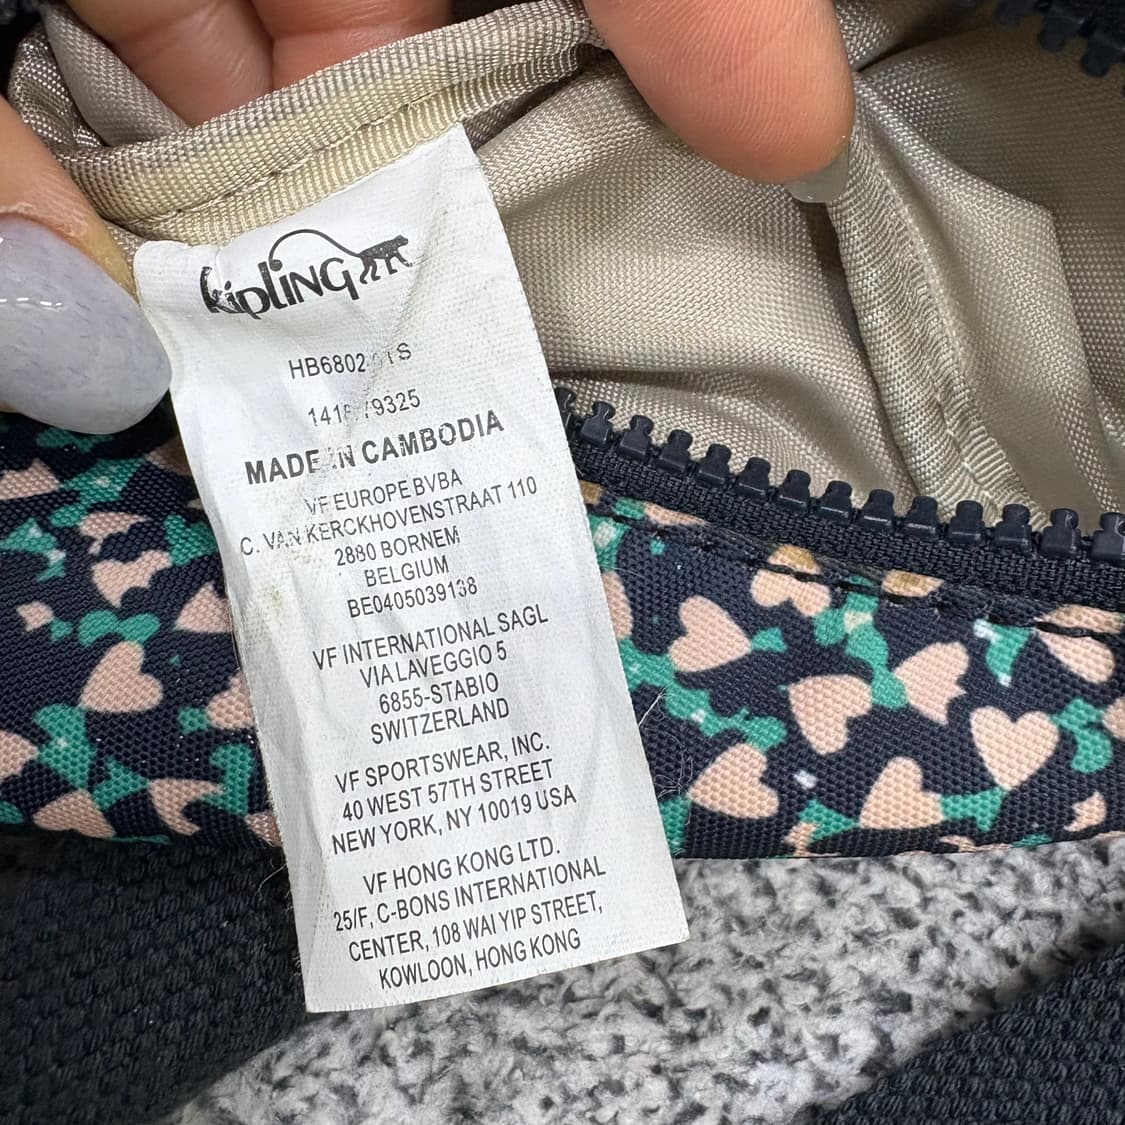 kipling
HB6802
MADE IN CAMBODIA
VF EUROPE BVBA
C. VAN KERCKHOVENSTRAAT 110
2880 BORNEM
BELGIUM
BE0405039138
VF INTERNATIONAL SAGL
VIA LAVEGGIO 5
6855-STABIO
SWITZERLAND
VF SPORTSWEAR, INC.
40 WEST 57TH STREET
NEW YORK, NY 10019 USA
VF HONG KONG LTD.
25/F, C-BONS INTERNATIONAL
CENTER, 108 WAI YIP STREET,
KOWLOON, HONG KONG